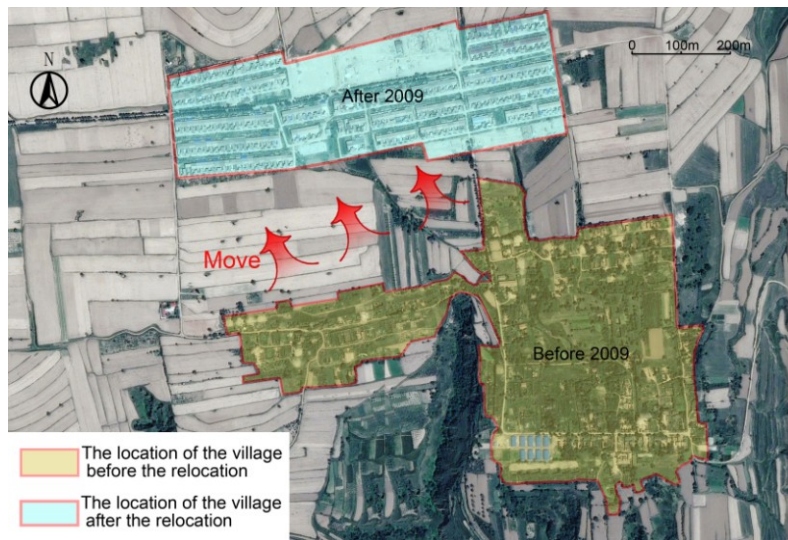 N
0 100m 200m
After 2009
Move
Before 2009
The location of the village
before the relocation
The location of the village
after the relocation